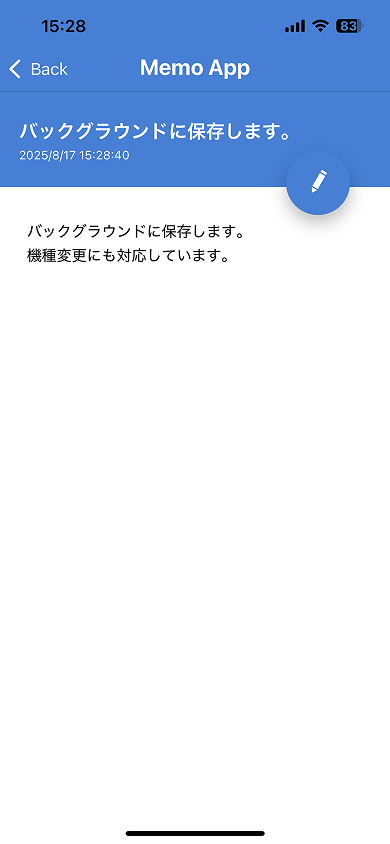 15:28
83
Back
Memo App
バックグラウンドに保存します。
2025/8/17 15:28:40
バックグラウンドに保存します。
機種変更にも対応しています。